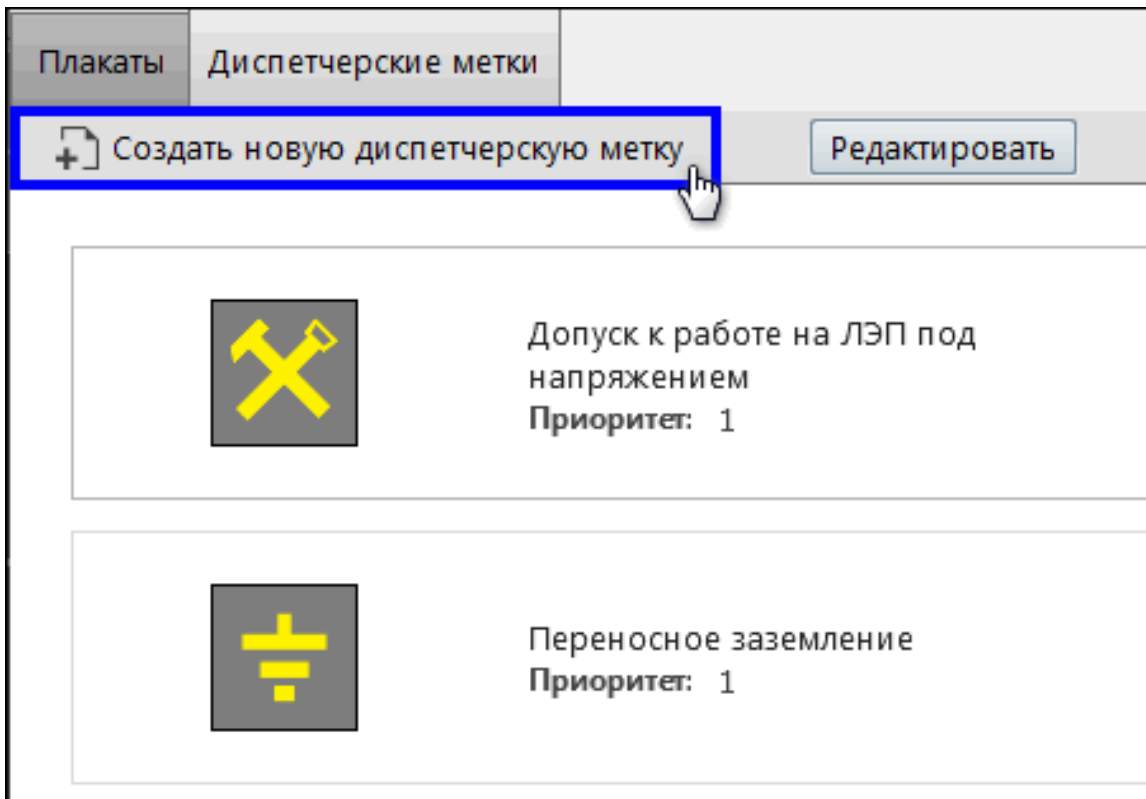 Плакаты Диспетчерские метки
Создать новую диспетчерскую метку Редактировать
Допуск к работе на ЛЭП под
напряжением
Приоритет: 1
Переносное заземление
Приоритет: 1